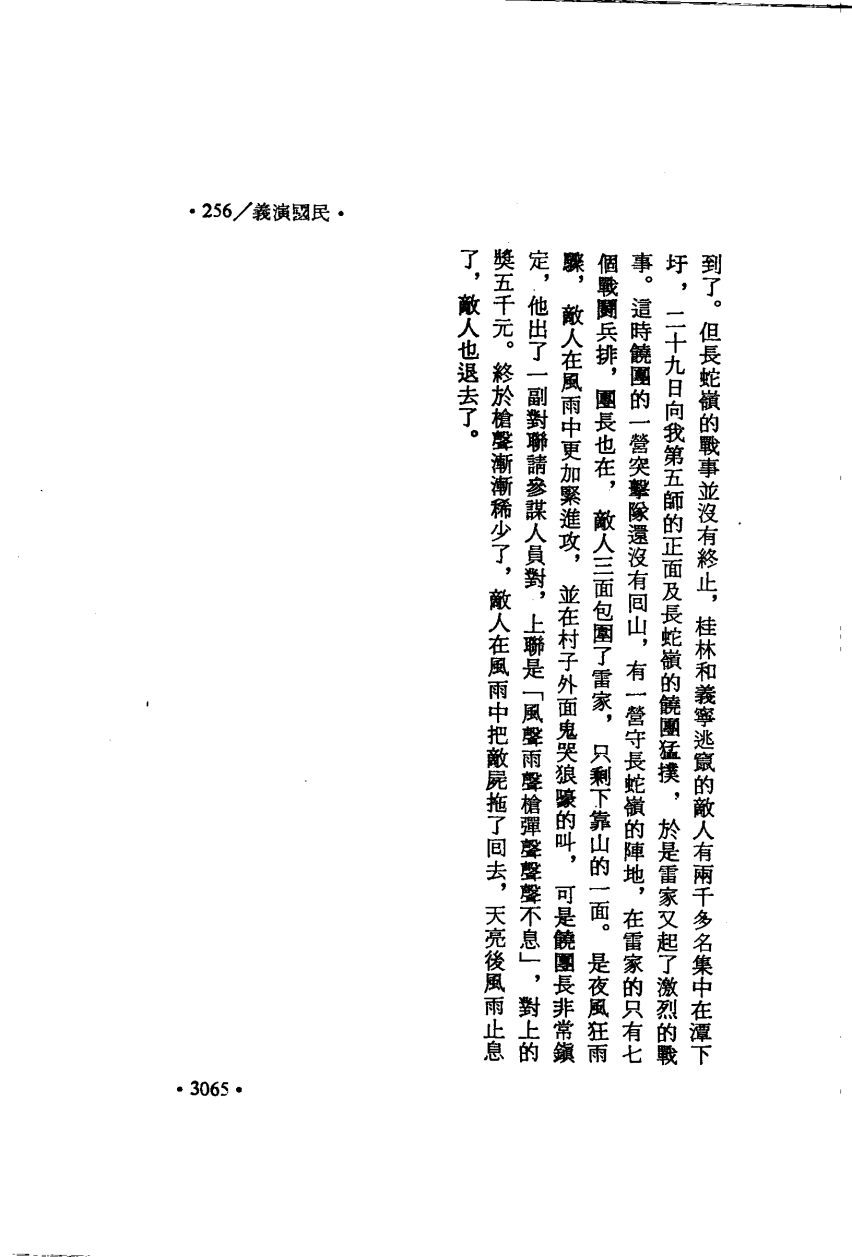 •256／義演國民•
到了。但長蛇嶺的戰事並沒有終止，桂林和義寧逃竄的敵人有兩千多名集中在潭下
圩，二十九日向我第五師的正面及長蛇嶺的饒團猛撲，於是雷家又起了激烈的戰
事。這時饒團的一營突擊隊還沒有囘山，有一營守長蛇嶺的陣地，在雷家的只有七
個戰鬭兵排，團長也在，敵人三面包圍了雷家，只剩下靠山的一面。是夜風狂雨
驟，敵人在風雨中更加緊進攻，並在村子外面鬼哭狼嚎的叫，可是饒團長非常鎭
定，他出了一副對聯請參謀人員對，上聯是「風聲雨聲槍彈聲聲聲不息」，對上的
獎五千元。終於槍聲漸漸稀少了，敵人在風雨中把敵屍拖了囘去，天亮後風雨止息
了，敵人也退去了。
•3065•